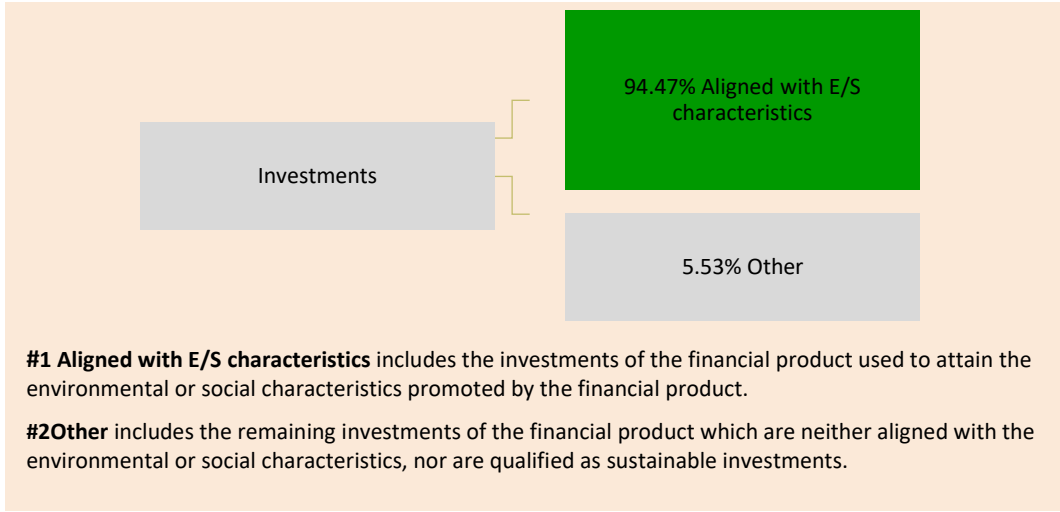 94.47% Aligned with E/S
characteristics
Investments
5.53% Other
#1 Aligned with E/S characteristics includes the investments of the financial product used to attain the
environmental or social characteristics promoted by the financial product.
#2Other includes the remaining investments of the financial product which are neither aligned with the
environmental or social characteristics, nor are qualified as sustainable investments.